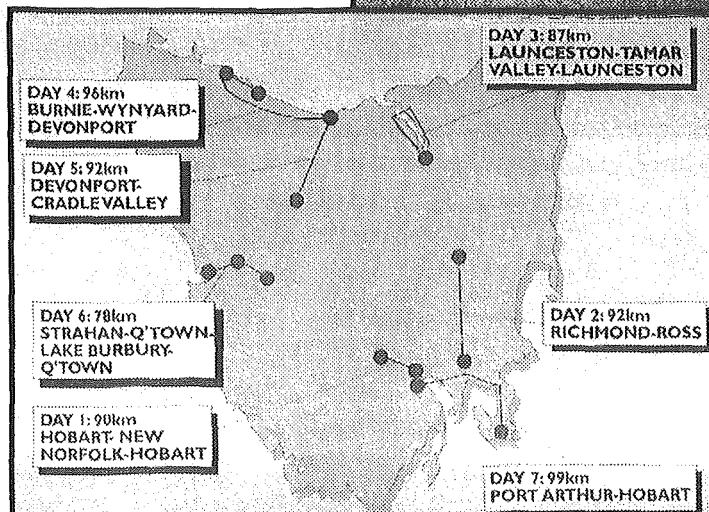 DAY 3: 87km
LAUNCESTON-TAMAR
VALLEY-LAUNCESTON
DAY 4: 96km
BURNIE-WYNYARD-
DEVONPORT
DAY 5: 92km
DEVONPORT-
CRADLEVALLEY
DAY 6: 78km
STRAHAN-Q'TOWN-
LAKE BURBURY-
Q'TOWN
DAY 2: 92km
RICHMOND-ROSS
DAY 1: 90km
HOBART- NEW
NORFOLK-HOBART
DAY 7: 99km
PORT ARTHUR-HOBART